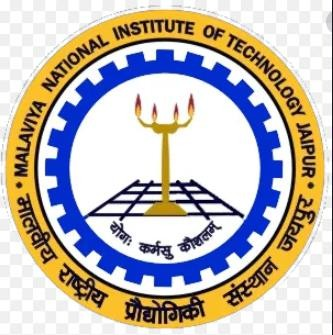 • MALAVIYA NATIONAL INSTITUTE OF TECHNOLOGY JAIPUR •
योगः कर्मसु कौशलम्
मालवीय राष्ट्रीय प्रौद्योगिकी संस्थान जयपुर